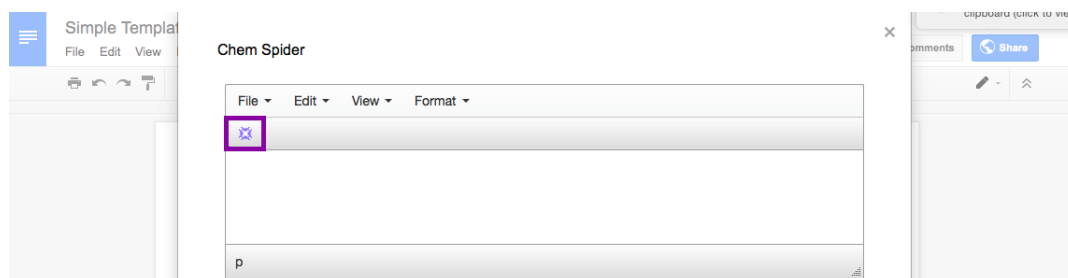 clipboard (click to vie
Simple Templat
File Edit View
Chem Spider
×
omments
Share
File Edit View Format
p